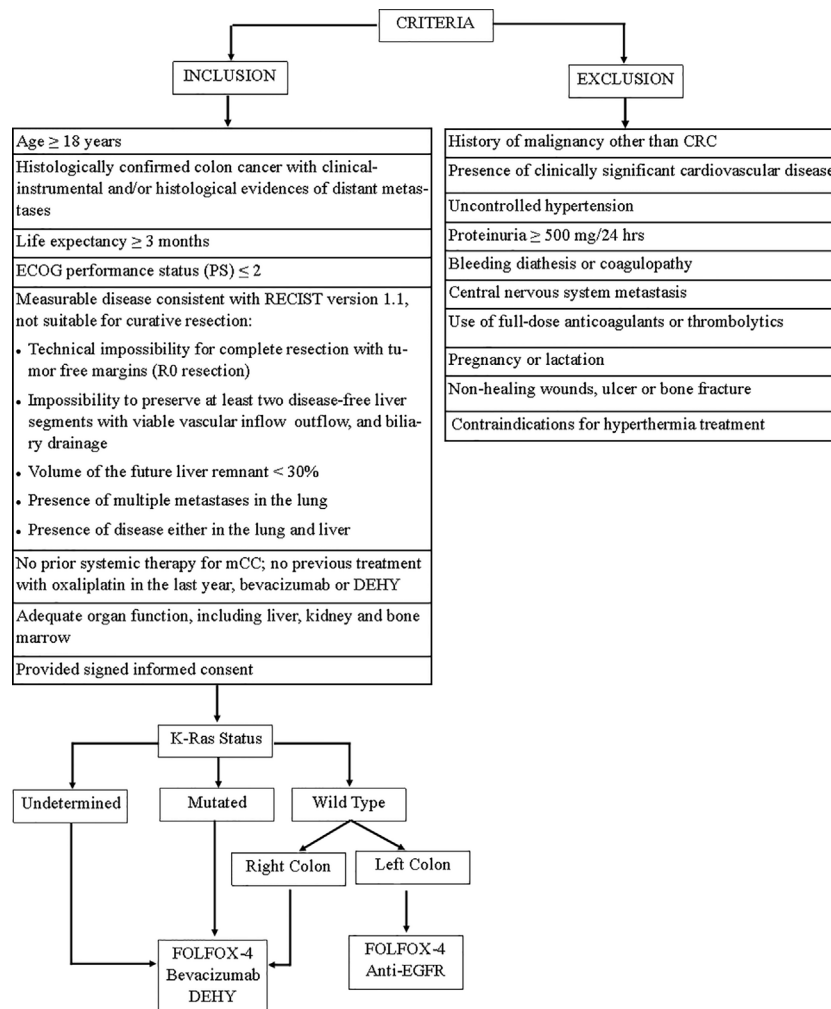 CRITERIA
INCLUSION
EXCLUSION
Age ≥ 18 years
Histologically confirmed colon cancer with clinical-
instrumental and/or histological evidences of distant metas-
tases
Life expectancy ≥ 3 months
ECOG performance status (PS) ≤ 2
Measurable disease consistent with RECIST version 1.1,
not suitable for curative resection:
• Technical impossibility for complete resection with tu-
mor free margins (R0 resection)
• Impossibility to preserve at least two disease-free liver
segments with viable vascular inflow outflow, and bilia-
ry drainage
• Volume of the future liver remnant < 30%
• Presence of multiple metastases in the lung
• Presence of disease either in the lung and liver
No prior systemic therapy for mCC; no previous treatment
with oxaliplatin in the last year, bevacizumab or DEHY
Adequate organ function, including liver, kidney and bone
marrow
Provided signed informed consent
History of malignancy other than CRC
Presence of clinically significant cardiovascular disease
Uncontrolled hypertension
Proteinuria ≥ 500 mg/24 hrs
Bleeding diathesis or coagulopathy
Central nervous system metastasis
Use of full-dose anticoagulants or thrombolytics
Pregnancy or lactation
Non-healing wounds, ulcer or bone fracture
Contraindications for hyperthermia treatment
K-Ras Status
Undetermined
Mutated
Wild Type
Right Colon
Left Colon
FOLFOX-4
Bevacizumab
DEHY
FOLFOX-4
Anti-EGFR